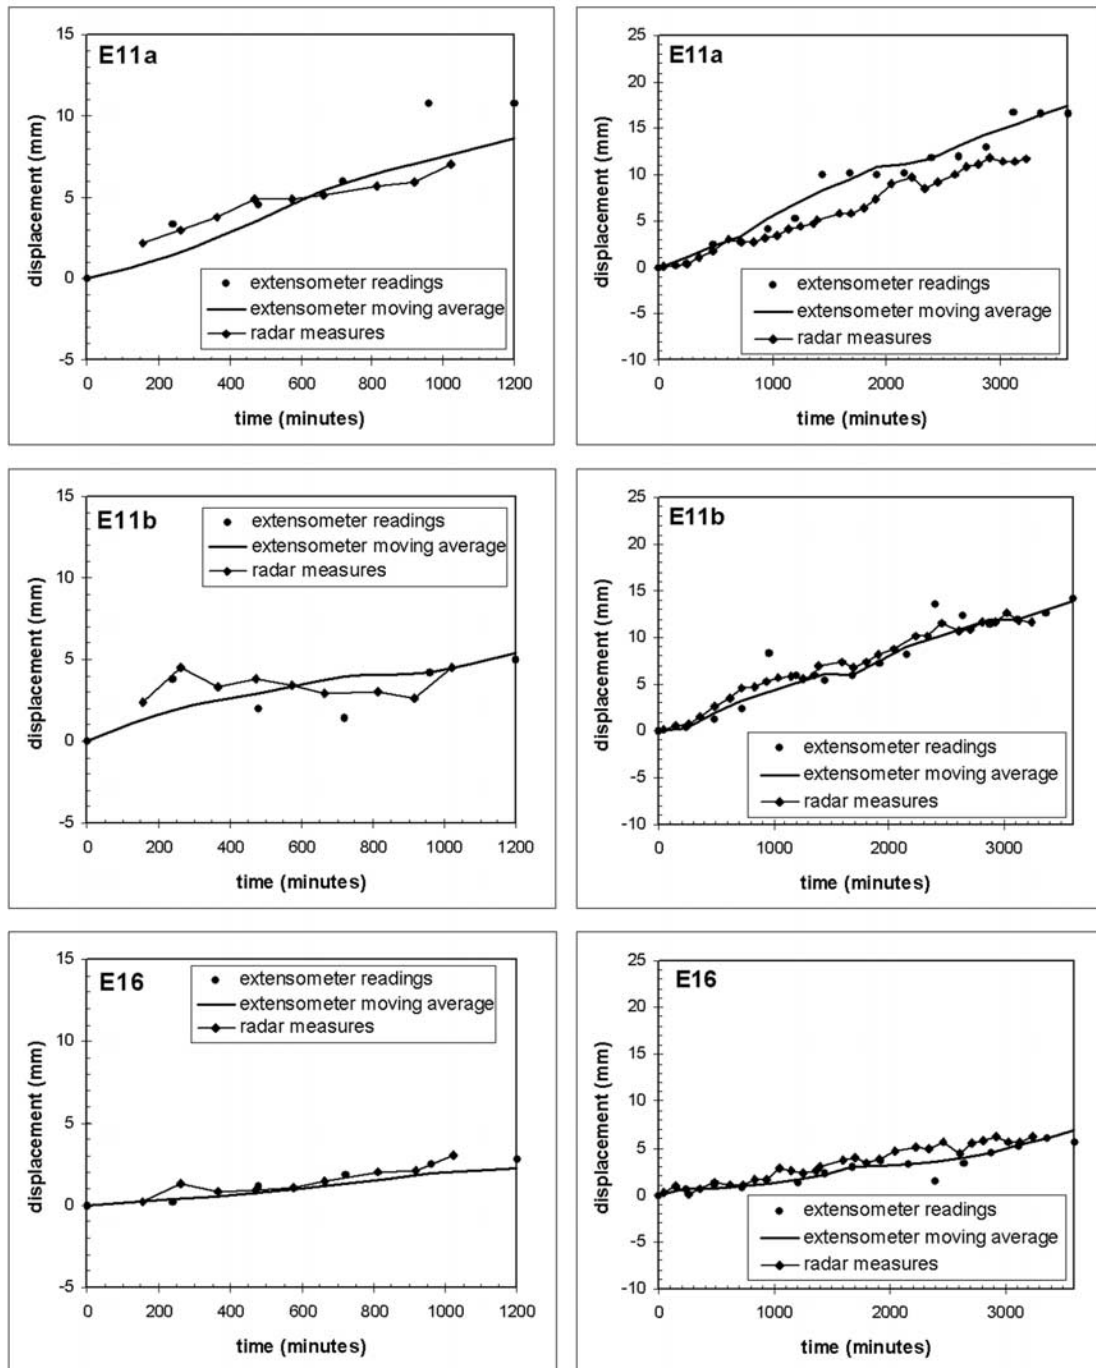 E11a
15
10
5
0
-5
displacement (mm)
extensometer readings
extensometer moving average
radar measures
0 200 400 600 800 1000 1200
time (minutes)
E11a
25
20
15
10
5
0
-5
-10
displacement (mm)
extensometer readings
extensometer moving average
radar measures
0 1000 2000 3000
time (minutes)
E11b
15
10
5
0
-5
displacement (mm)
extensometer readings
extensometer moving average
radar measures
0 200 400 600 800 1000 1200
time (minutes)
E11b
25
20
15
10
5
0
-5
-10
displacement (mm)
extensometer readings
extensometer moving average
radar measures
0 1000 2000 3000
time (minutes)
E16
15
10
5
0
-5
displacement (mm)
extensometer readings
extensometer moving average
radar measures
0 200 400 600 800 1000 1200
time (minutes)
E16
25
20
15
10
5
0
-5
-10
displacement (mm)
extensometer readings
extensometer moving average
radar measures
0 1000 2000 3000
time (minutes)